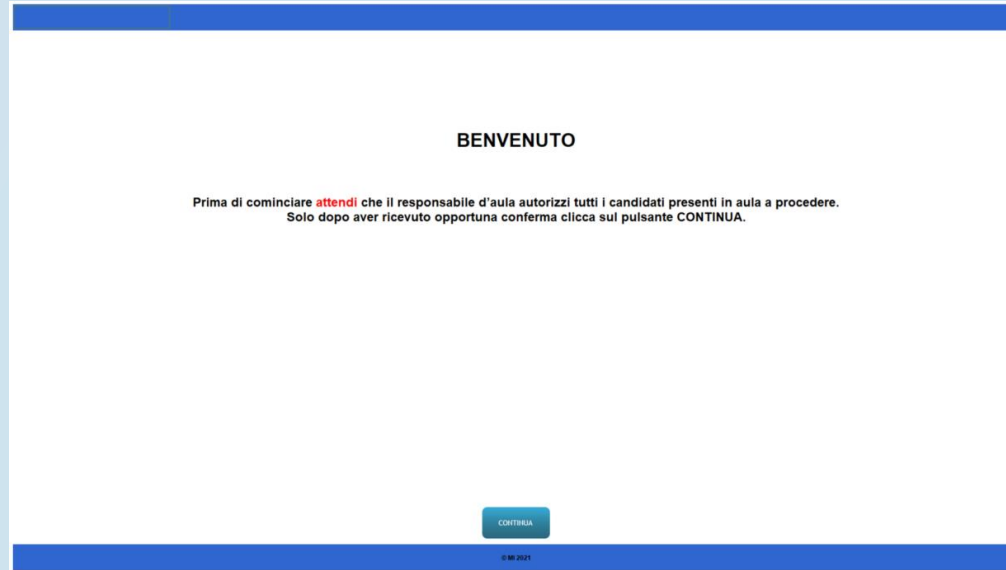 BENVENUTO
Prima di cominciare attendi che il responsabile d'aula autorizzi tutti i candidati presenti in aula a procedere.
Solo dopo aver ricevuto opportuna conferma clicca sul pulsante CONTINUA.
CONTINUA
© MI 2021